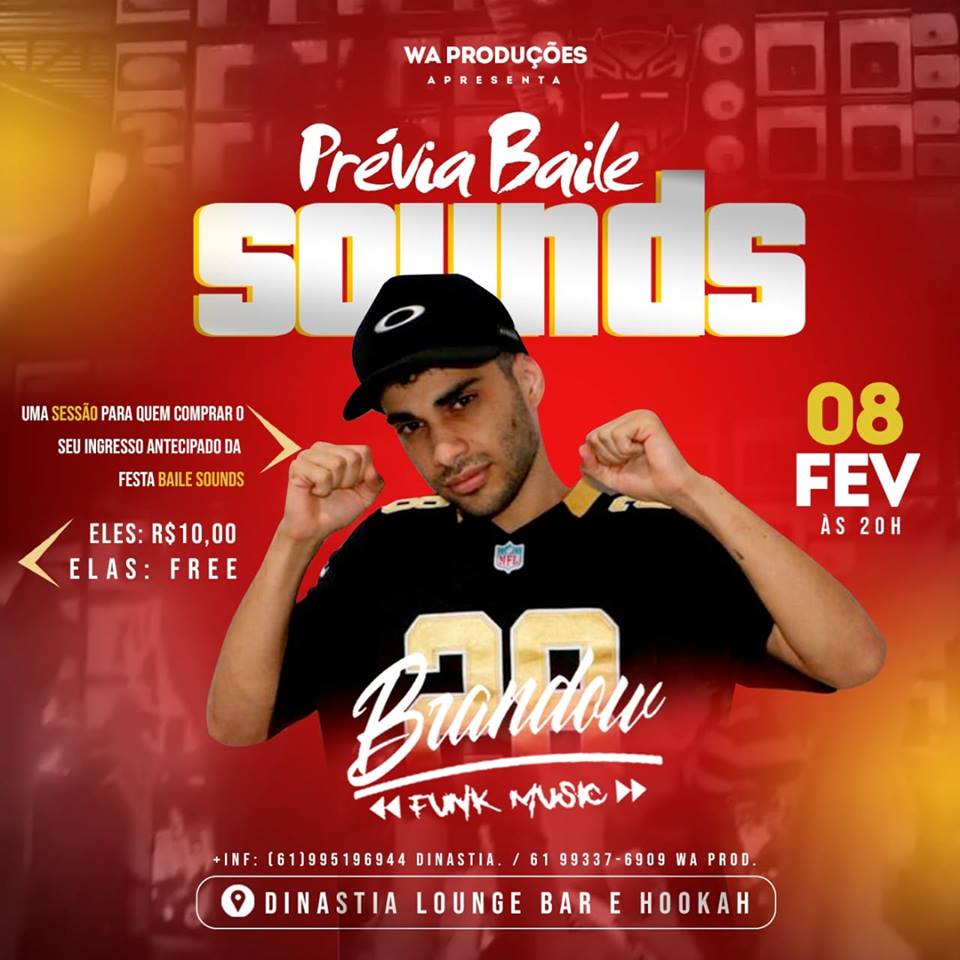 WA PRODUÇÕES
APRESENTA
Prévia Baile
sounds
UMA SESSÃO PARA QUEM COMPRAR O
SEU INGRESSO ANTECIPADO DA
FESTA BAILE SOUNDS
ELES: R$10,00
ELAS: FREE
08
FEV
ÀS 20H
NFL
Brandow
FUNK MUSIC
+INF: (61)995196944 DINASTIA. / 61 99337-6909 WA PROD.
DINASTIA LOUNGE BAR E HOOKAH